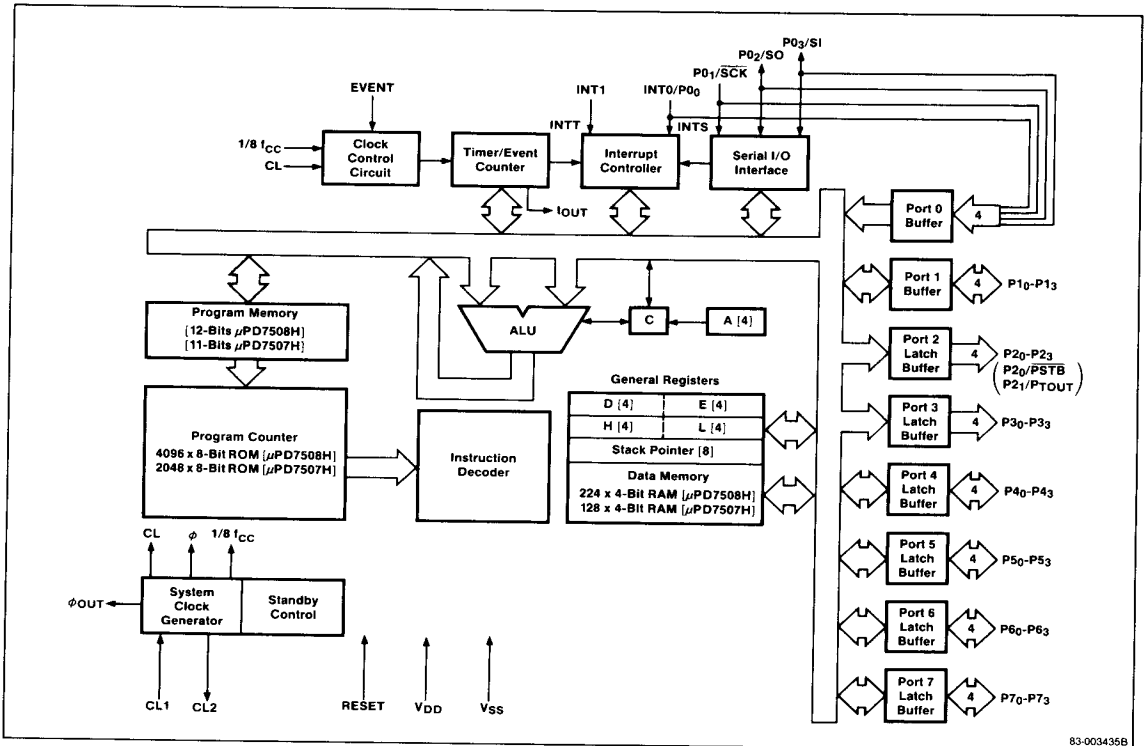 P0₃/SI
P0₂/SO
P0₁/S̅C̅K̅
EVENT
INT1
INT0/P0₀
INTT
INTS
1/8 fCC
CL
Clock
Control
Circuit
Timer/Event
Counter
Interrupt
Controller
Serial I/O
Interface
tOUT
Port 0
Buffer
4
Port 1
Buffer
4
P1₀-P1₃
Program Memory
[12-Bits μPD7508H]
[11-Bits μPD7507H]
ALU
C
A [4]
Port 2
Latch
Buffer
4
P2₀-P2₃
(P2₀/P̅S̅T̅B̅
P2₁/PTOUT)
General Registers
D [4]
E [4]
H [4]
L [4]
Stack Pointer [8]
Data Memory
224 x 4-Bit RAM [μPD7508H]
128 x 4-Bit RAM [μPD7507H]
Port 3
Latch
Buffer
4
P3₀-P3₃
Program Counter
4096 x 8-Bit ROM [μPD7508H]
2048 x 8-Bit ROM [μPD7507H]
Instruction
Decoder
Port 4
Latch
Buffer
4
P4₀-P4₃
CL
ϕ
1/8 fCC
Port 5
Latch
Buffer
4
P5₀-P5₃
ϕOUT
System
Clock
Generator
Standby
Control
Port 6
Latch
Buffer
4
P6₀-P6₃
CL1
CL2
RESET
VDD
VSS
Port 7
Latch
Buffer
4
P7₀-P7₃
83-003435B